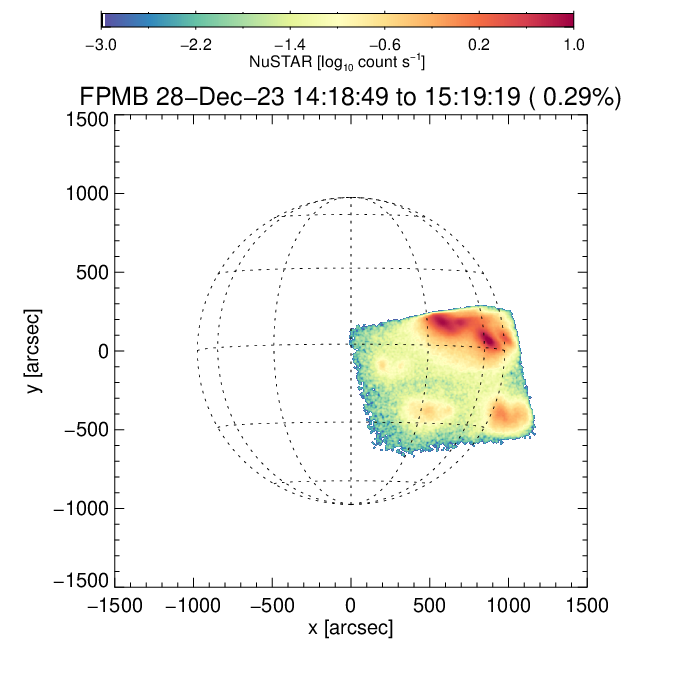 −3.0 −2.2 −1.4 −0.6 0.2 1.0
NuSTAR [log₁₀ count s⁻¹]
FPMB 28−Dec−23 14:18:49 to 15:19:19 ( 0.29%)
1500
1000
500
0
−500
−1000
−1500
y [arcsec]
−1500 −1000 −500 0 500 1000 1500
x [arcsec]